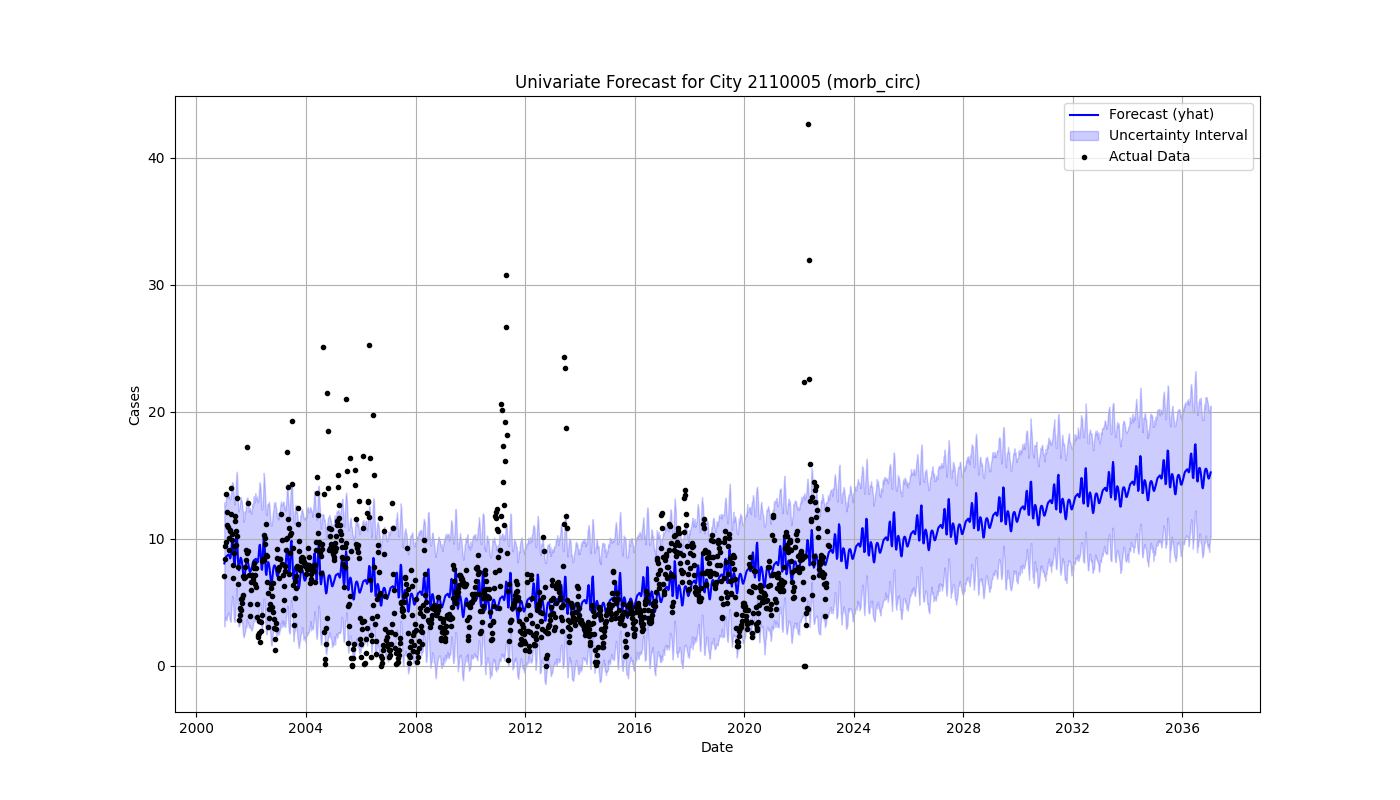 Univariate Forecast for City 2110005 (morb_circ)
Forecast (yhat)
Uncertainty Interval
Actual Data
Cases
40
30
20
10
0
2000 2004 2008 2012 2016 2020 2024 2028 2032 2036
Date